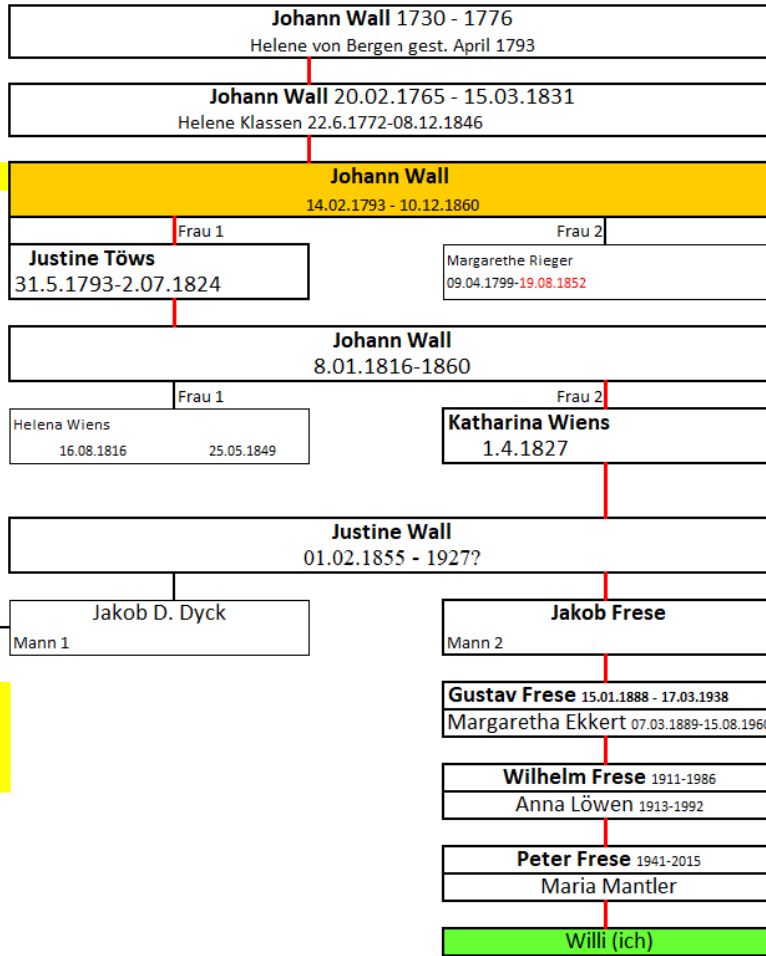 Johann Wall 1730 - 1776
Helene von Bergen gest. April 1793
Johann Wall 20.02.1765 - 15.03.1831
Helene Klassen 22.6.1772-08.12.1846
Johann Wall
14.02.1793 - 10.12.1860
Frau 1
Frau 2
Justine Töws
31.5.1793-2.07.1824
Margarethe Rieger
09.04.1799-19.08.1852
Johann Wall
8.01.1816-1860
Frau 1
Frau 2
Helena Wiens
16.08.1816 25.05.1849
Katharina Wiens
1.4.1827
Justine Wall
01.02.1855 - 1927?
Jakob D. Dyck
Mann 1
Jakob Frese
Mann 2
Gustav Frese 15.01.1888 - 17.03.1938
Margaretha Ekkert 07.03.1889-15.08.1960
Wilhelm Frese 1911-1986
Anna Löwen 1913-1992
Peter Frese 1941-2015
Maria Mantler
Willi (ich)